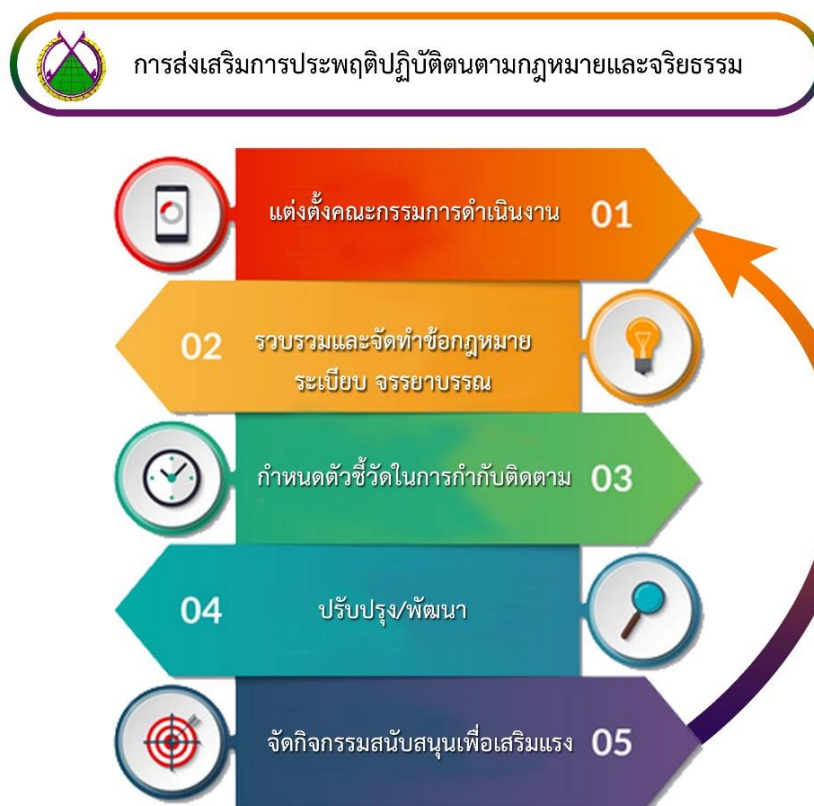 การส่งเสริมการประพฤติปฏิบัติตนตามกฎหมายและจริยธรรม
แต่งตั้งคณะกรรมการดำเนินงาน 01
02 รวบรวมและจัดทำข้อกฎหมาย
ระเบียบ จรรยาบรรณ
กำหนดตัวชี้วัดในการกำกับติดตาม 03
04 ปรับปรุง/พัฒนา
จัดกิจกรรมสนับสนุนเพื่อเสริมแรง 05